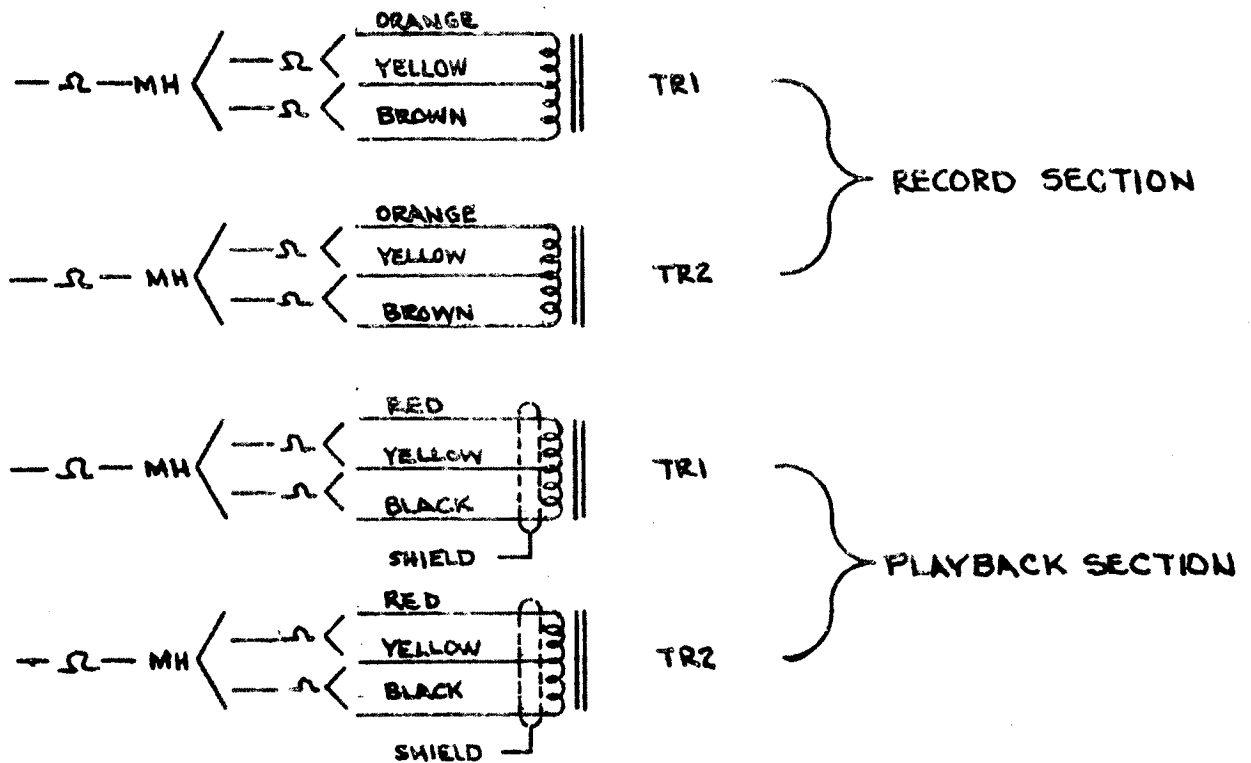 ORANGE
— Ω — MH — Ω YELLOW TR1
— Ω BROWN
RECORD SECTION
ORANGE
— Ω — MH — Ω YELLOW TR2
— Ω BROWN
RED
— Ω — MH — Ω YELLOW TR1
— Ω BLACK
SHIELD
PLAYBACK SECTION
RED
— Ω — MH — Ω YELLOW TR2
— Ω BLACK
SHIELD